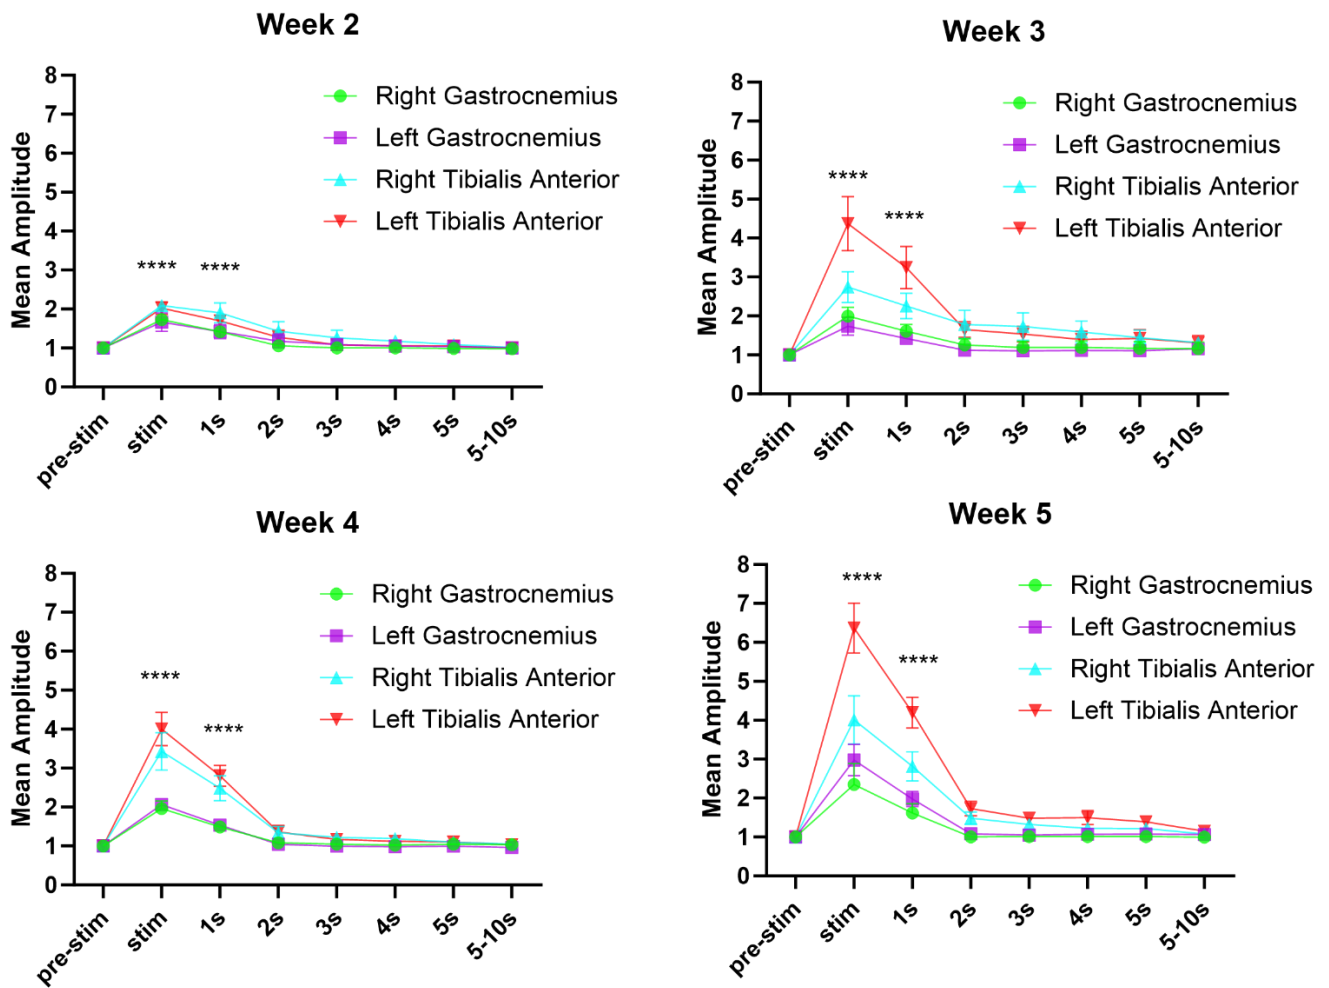 Week 2
8
7
6
5
4
3
2
1
0
Mean Amplitude
Right Gastrocnemius
Left Gastrocnemius
Right Tibialis Anterior
Left Tibialis Anterior
**** ****
pre-stim stim 1s 2s 3s 4s 5s 5-10s
Week 3
8
7
6
5
4
3
2
1
0
Mean Amplitude
Right Gastrocnemius
Left Gastrocnemius
Right Tibialis Anterior
Left Tibialis Anterior
****
****
pre-stim stim 1s 2s 3s 4s 5s 5-10s
Week 4
8
7
6
5
4
3
2
1
0
Mean Amplitude
Right Gastrocnemius
Left Gastrocnemius
Right Tibialis Anterior
Left Tibialis Anterior
****
****
pre-stim stim 1s 2s 3s 4s 5s 5-10s
Week 5
8
7
6
5
4
3
2
1
0
Mean Amplitude
Right Gastrocnemius
Left Gastrocnemius
Right Tibialis Anterior
Left Tibialis Anterior
****
****
pre-stim stim 1s 2s 3s 4s 5s 5-10s